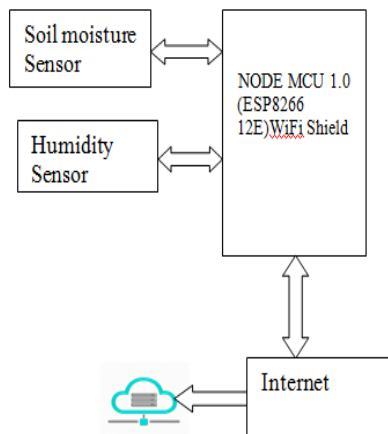 Soil moisture
Sensor
NODE MCU 1.0
(ESP8266
12E)WiFi Shield
Humidity
Sensor
Internet